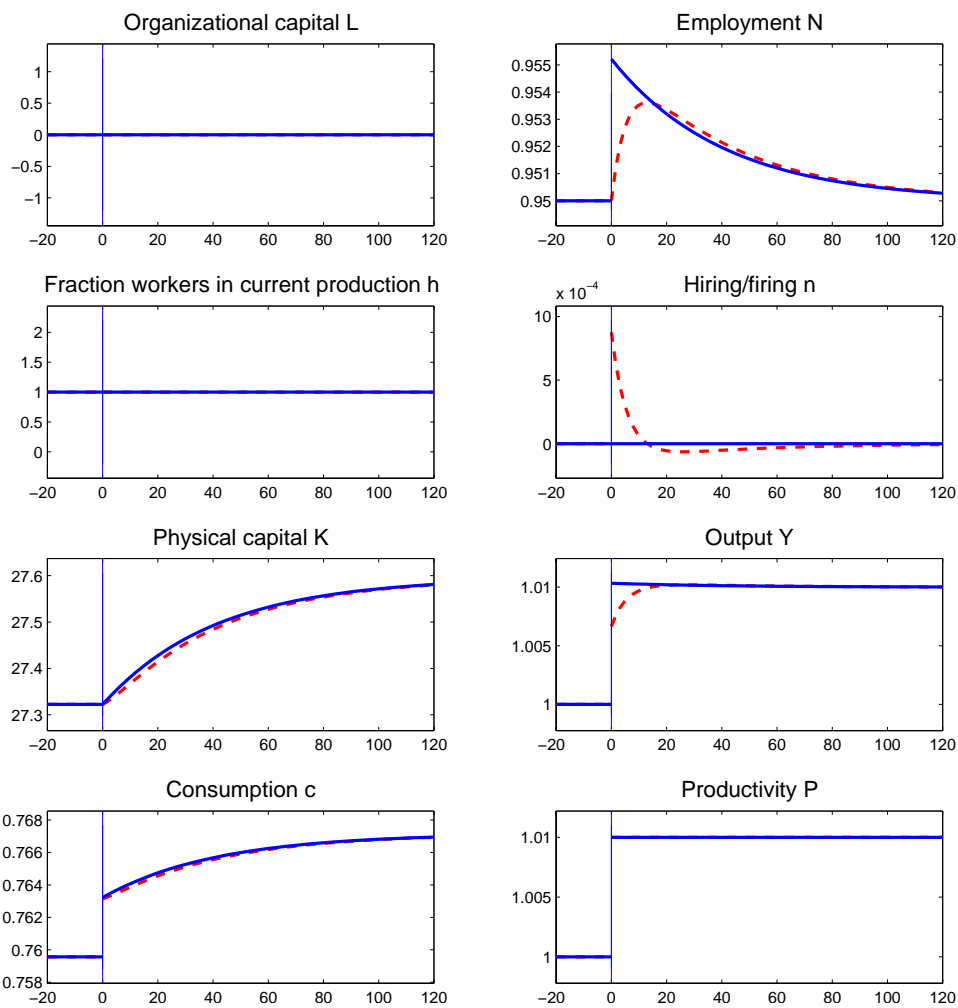 Organizational capital L
1
0.5
0
−0.5
−1
−20 0 20 40 60 80 100 120
Employment N
0.955
0.954
0.953
0.952
0.951
0.95
−20 0 20 40 60 80 100 120
Fraction workers in current production h
2
1.5
1
0.5
0
−20 0 20 40 60 80 100 120
Hiring/firing n
x 10−4
10
5
0
−20 0 20 40 60 80 100 120
Physical capital K
27.6
27.5
27.4
27.3
−20 0 20 40 60 80 100 120
Output Y
1.01
1.005
1
−20 0 20 40 60 80 100 120
Consumption c
0.768
0.766
0.764
0.762
0.76
0.758
−20 0 20 40 60 80 100 120
Productivity P
1.01
1.005
1
−20 0 20 40 60 80 100 120